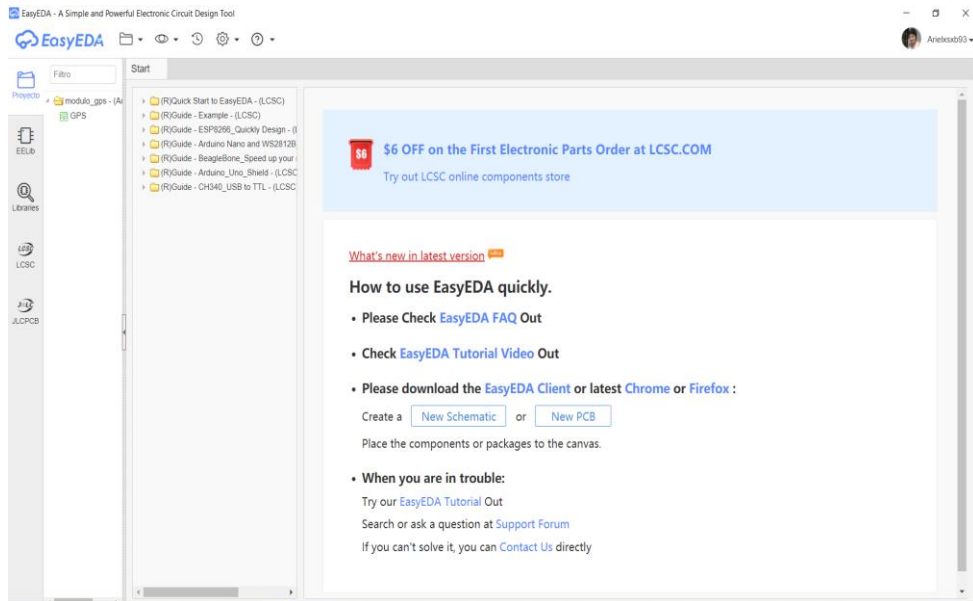 EasyEDA - A Simple and Powerful Electronic Circuit Design Tool
EasyEDA
Arielxsxb93
Proyecto
EELib
Libraries
LCSC
JLCPCB
Filtro
modulo_gps - (Ar
GPS
Start
(R)Quick Start to EasyEDA - (LCSC)
(R)Guide - Example - (LCSC)
(R)Guide - ESP8266_Quickly Design - (l
(R)Guide - Arduino Nano and WS2812B
(R)Guide - BeagleBone_Speed up your
(R)Guide - Arduino_Uno_Shield - (LCSC
(R)Guide - CH340_USB to TTL - (LCSC
$6
$6 OFF on the First Electronic Parts Order at LCSC.COM
Try out LCSC online components store
What's new in latest version
How to use EasyEDA quickly.
• Please Check EasyEDA FAQ Out
• Check EasyEDA Tutorial Video Out
• Please download the EasyEDA Client or latest Chrome or Firefox :
Create a New Schematic or New PCB
Place the components or packages to the canvas.
• When you are in trouble:
Try our EasyEDA Tutorial Out
Search or ask a question at Support Forum
If you can't solve it, you can Contact Us directly